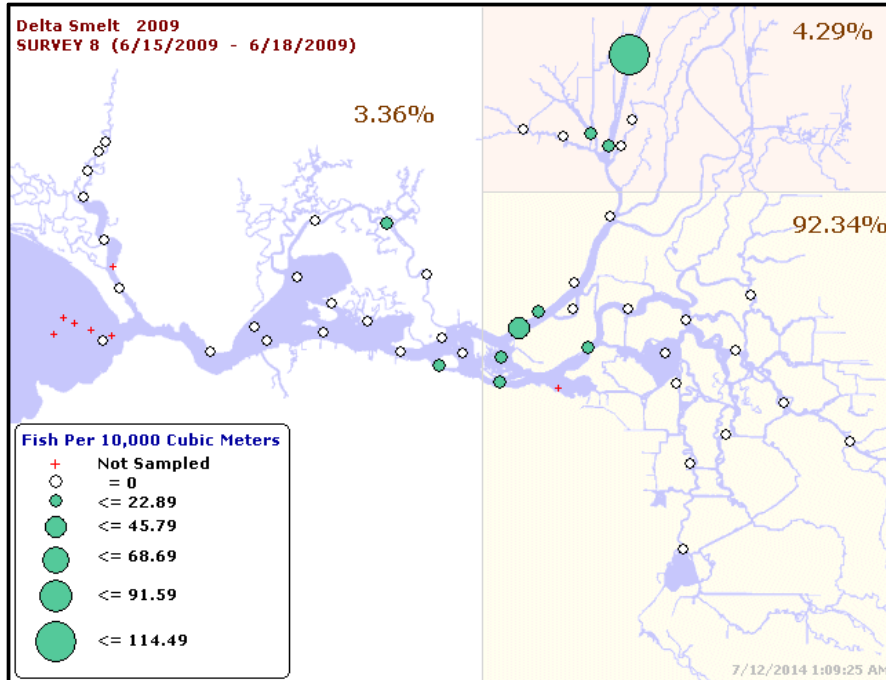 Delta Smelt 2009
SURVEY 8 (6/15/2009 - 6/18/2009)
4.29%
3.36%
92.34%
Fish Per 10,000 Cubic Meters
Not Sampled
= 0
<= 22.89
<= 45.79
<= 68.69
<= 91.59
<= 114.49
7/12/2014 1:09:25 AM